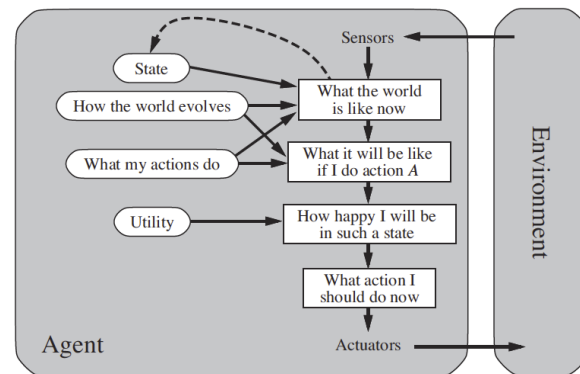 Sensors
State
What the world
is like now
How the world evolves
What my actions do
What it will be like
if I do action A
Utility
How happy I will be
in such a state
What action I
should do now
Agent
Actuators
Environment